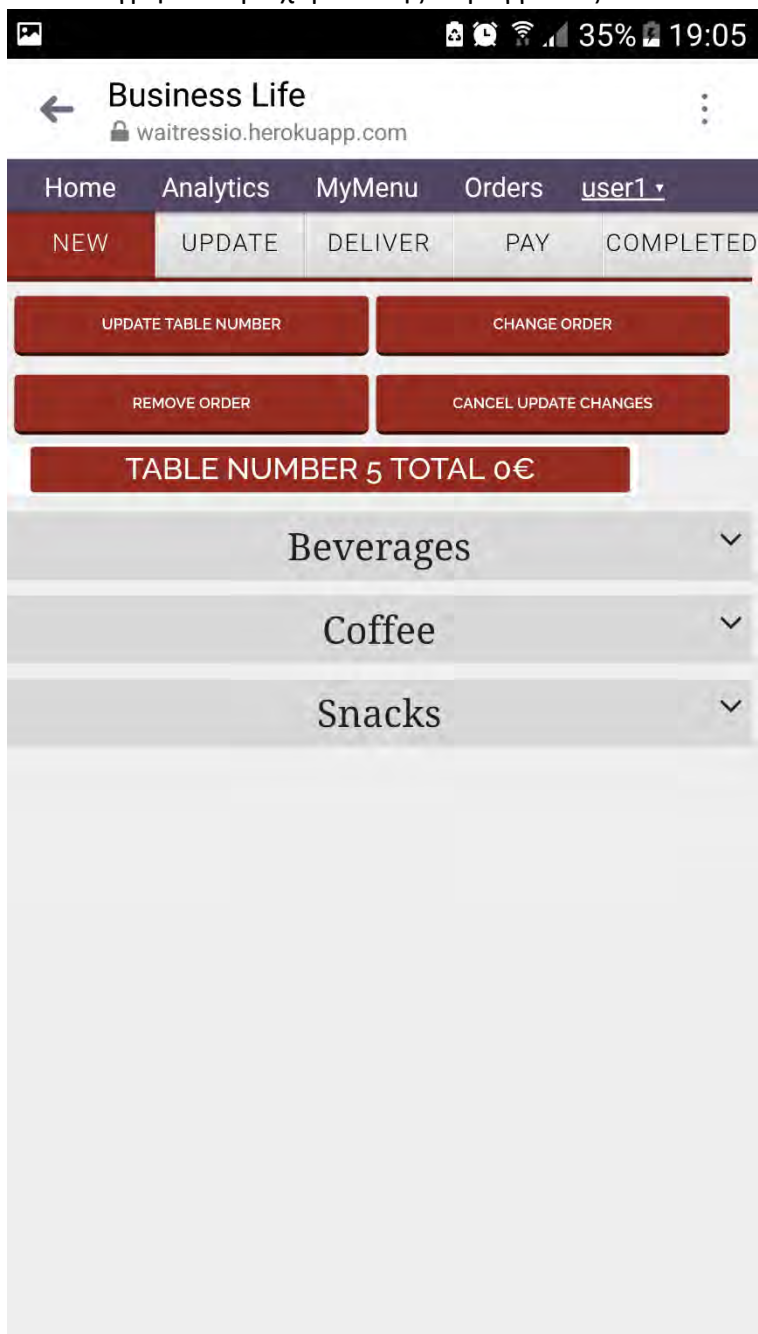 35% 19:05
Business Life
waitressio.herokuapp.com
Home Analytics MyMenu Orders user1
NEW UPDATE DELIVER PAY COMPLETED
UPDATE TABLE NUMBER CHANGE ORDER
REMOVE ORDER CANCEL UPDATE CHANGES
TABLE NUMBER 5 TOTAL 0€
Beverages
Coffee
Snacks